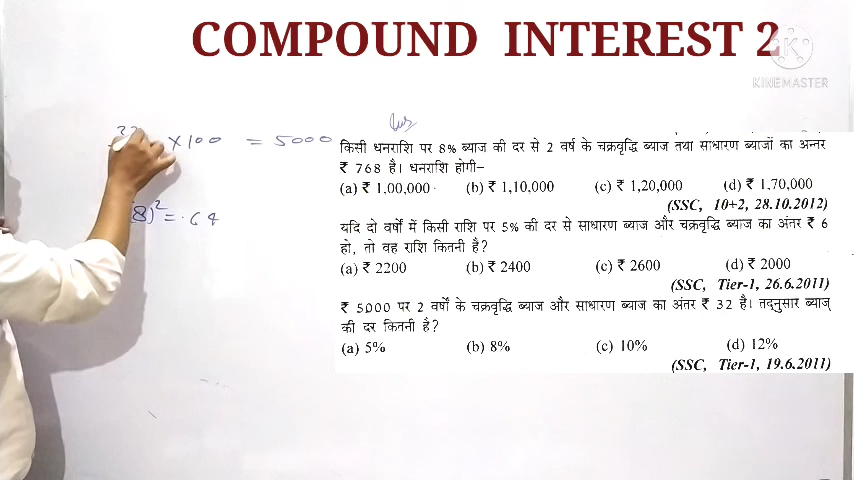 COMPOUND INTEREST 2
KINEMASTER
Ans
× 100 = 5000
(8)² = 64
किसी धनराशि पर 8% ब्याज की दर से 2 वर्ष के चक्रवृद्धि ब्याज तथा साधारण ब्याजों का अन्तर
₹ 768 है। धनराशि होगी–
(a) ₹ 1,00,000 (b) ₹ 1,10,000 (c) ₹ 1,20,000 (d) ₹ 1,70,000
(SSC, 10+2, 28.10.2012)
यदि दो वर्षों में किसी राशि पर 5% की दर से साधारण ब्याज और चक्रवृद्धि ब्याज का अंतर ₹ 6
हो, तो वह राशि कितनी है?
(a) ₹ 2200 (b) ₹ 2400 (c) ₹ 2600 (d) ₹ 2000
(SSC, Tier-1, 26.6.2011)
₹ 5000 पर 2 वर्षों के चक्रवृद्धि ब्याज और साधारण ब्याज का अंतर ₹ 32 है। तद्नुसार ब्याज
की दर कितनी है?
(a) 5% (b) 8% (c) 10% (d) 12%
(SSC, Tier-1, 19.6.2011)